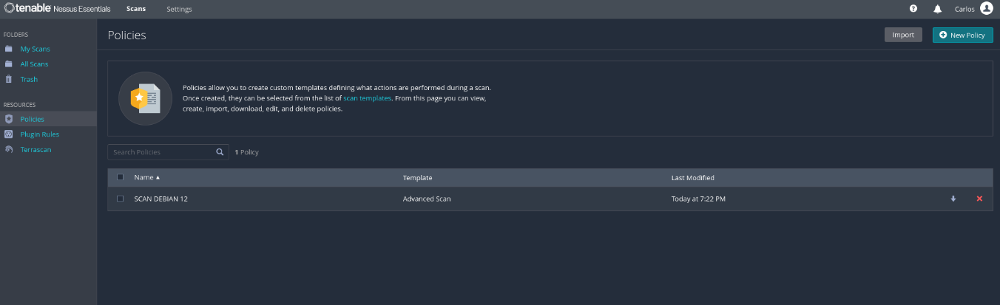 tenable Nessus Essentials Scans Settings Carlos
FOLDERS
My Scans
All Scans
Trash
RESOURCES
Policies
Plugin Rules
Terrascan
Policies
Import New Policy
Policies allow you to create custom templates defining what actions are performed during a scan.
Once created, they can be selected from the list of scan templates. From this page you can view,
create, import, download, edit, and delete policies.
Search Policies 1 Policy
Name Template Last Modified
SCAN DEBIAN 12 Advanced Scan Today at 7:22 PM